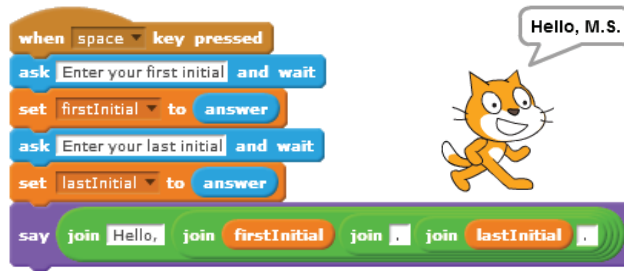 when space key pressed
Hello, M.S.
ask Enter your first initial and wait
set firstInitial to answer
ask Enter your last initial and wait
set lastInitial to answer
say join Hello, join firstInitial join . join lastInitial .